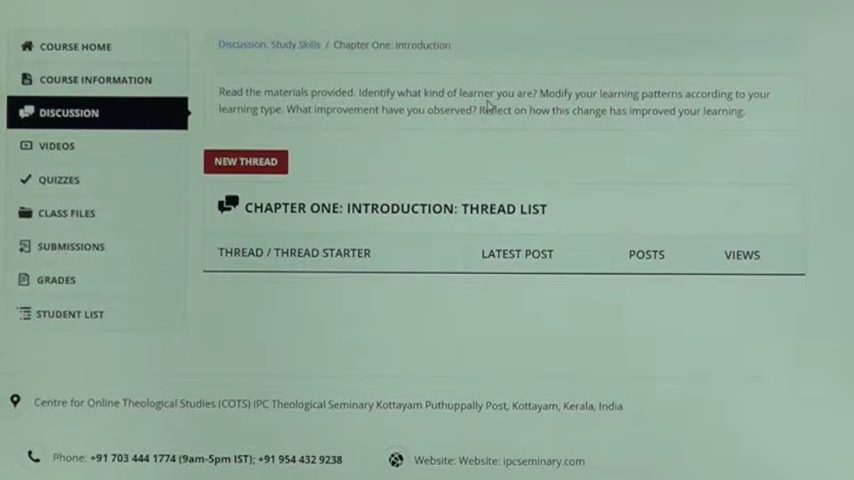 COURSE HOME
COURSE INFORMATION
DISCUSSION
VIDEOS
QUIZZES
CLASS FILES
SUBMISSIONS
GRADES
STUDENT LIST
Discussion: Study Skills / Chapter One: Introduction
Read the materials provided. Identify what kind of learner you are? Modify your learning patterns according to your
learning type. What improvement have you observed? Reflect on how this change has improved your learning.
NEW THREAD
CHAPTER ONE: INTRODUCTION: THREAD LIST
THREAD / THREAD STARTER LATEST POST POSTS VIEWS
Centre for Online Theological Studies (COTS) IPC Theological Seminary Kottayam Puthuppally Post, Kottayam, Kerala, India
Phone: +91 703 444 1774 (9am-5pm IST); +91 954 432 9238
Website: Website: ipcseminary.com